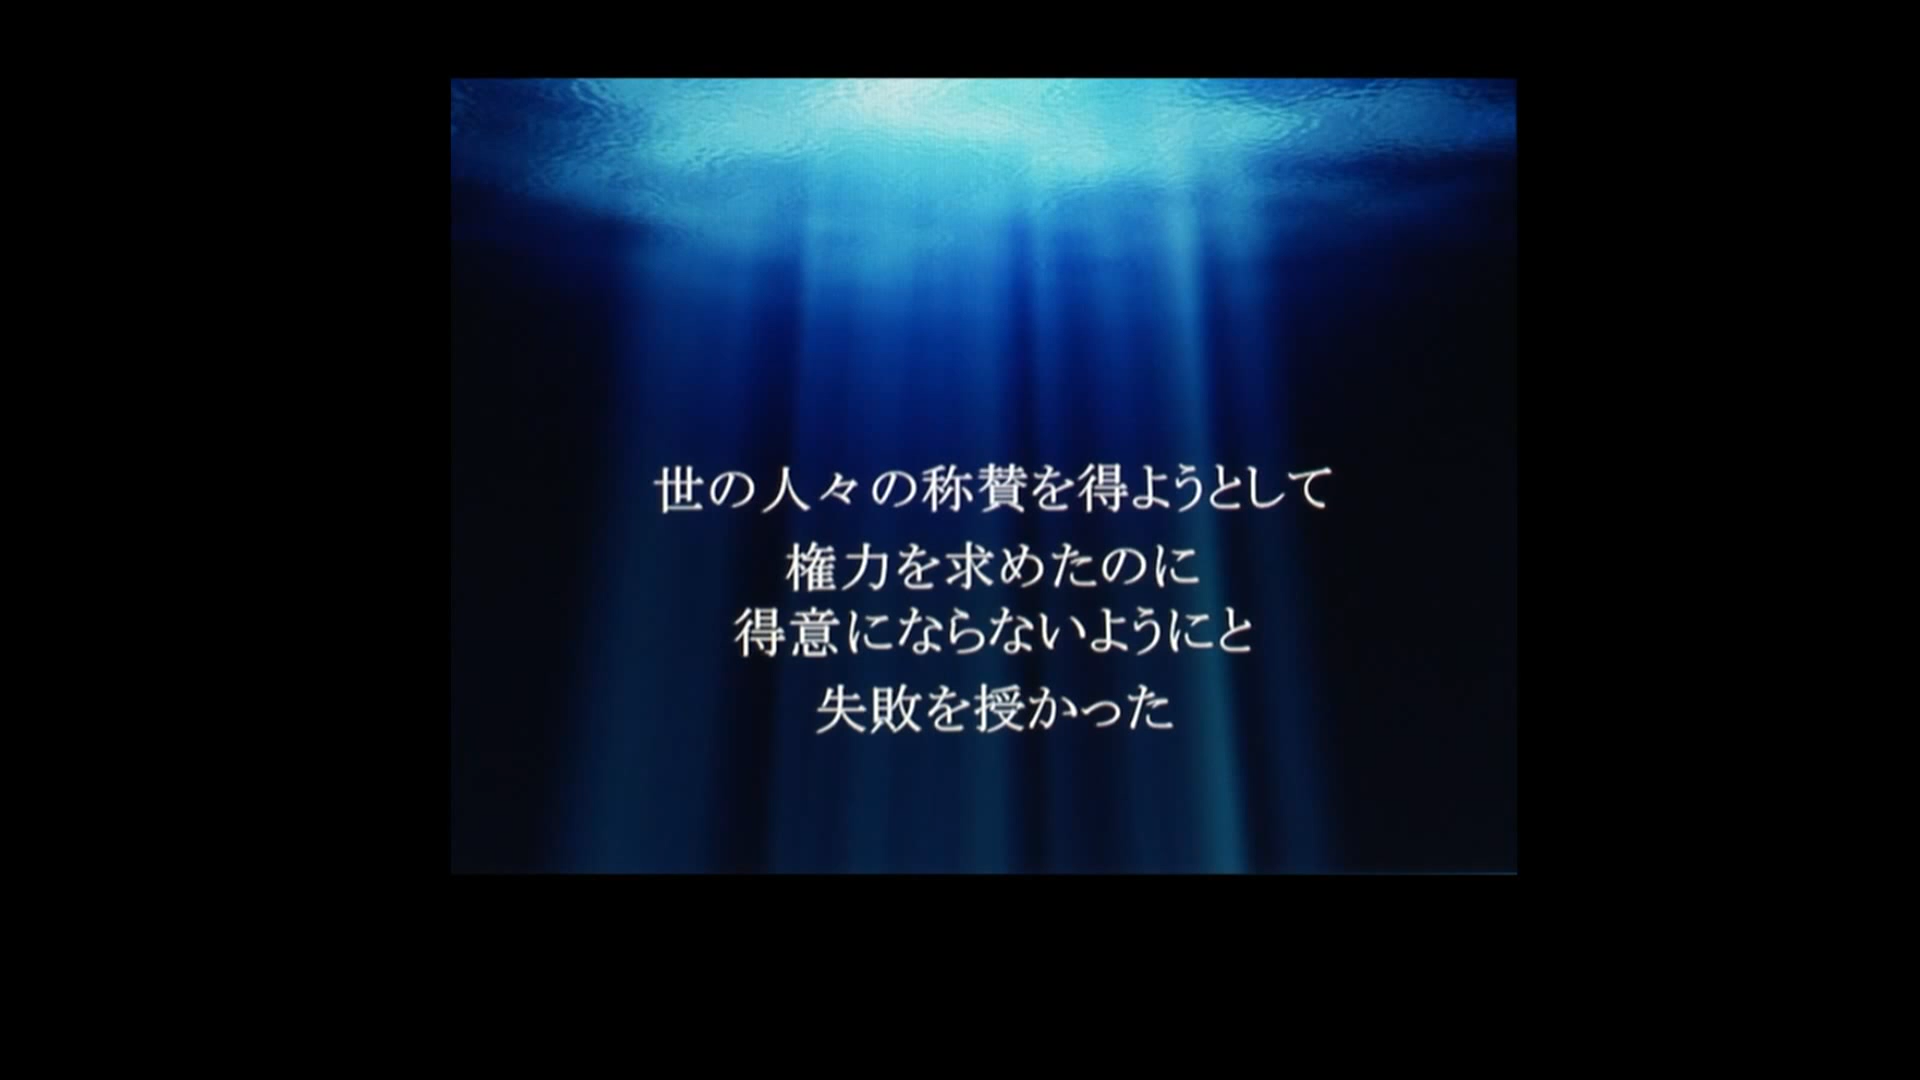 世の人々の称賛を得ようとして
権力を求めたのに
得意にならないようにと
失敗を授かった